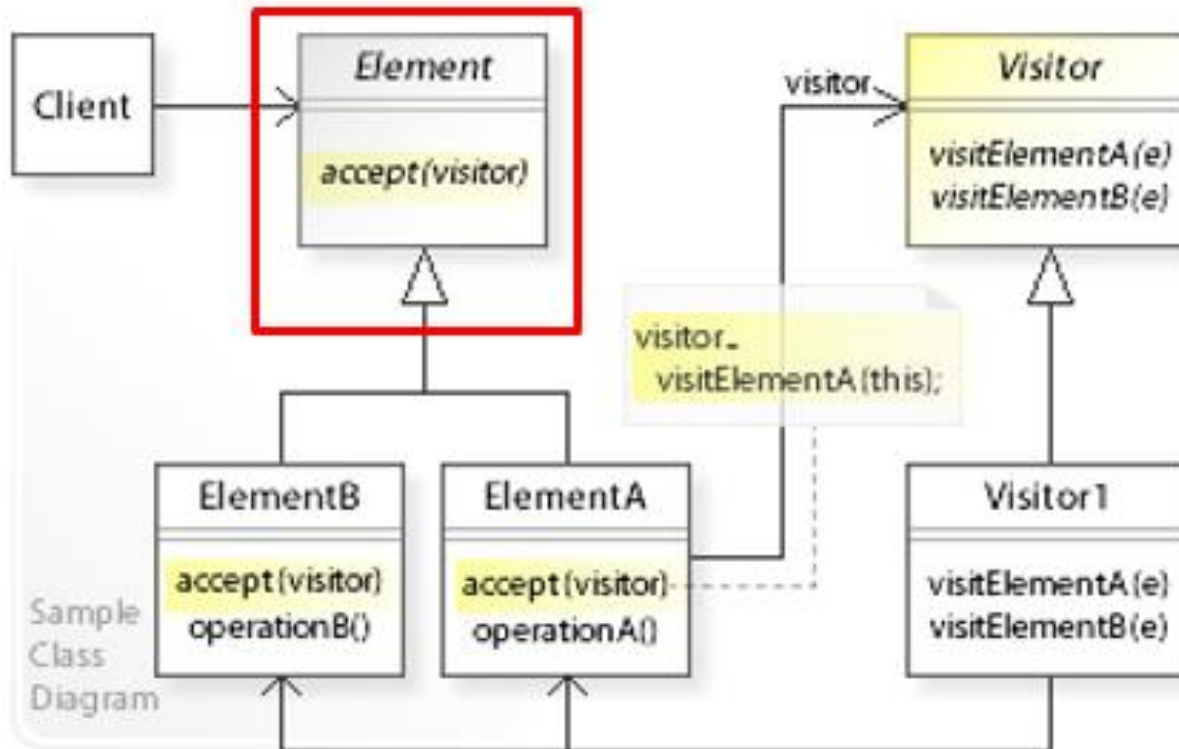 Client
Element
accept(visitor)
visitor
Visitor
visitElementA(e)
visitElementB(e)
visitor.
visitElementA(this);
ElementB
accept(visitor)
operationB()
ElementA
accept(visitor)
operationA()
Visitor1
visitElementA(e)
visitElementB(e)
Sample
Class
Diagram